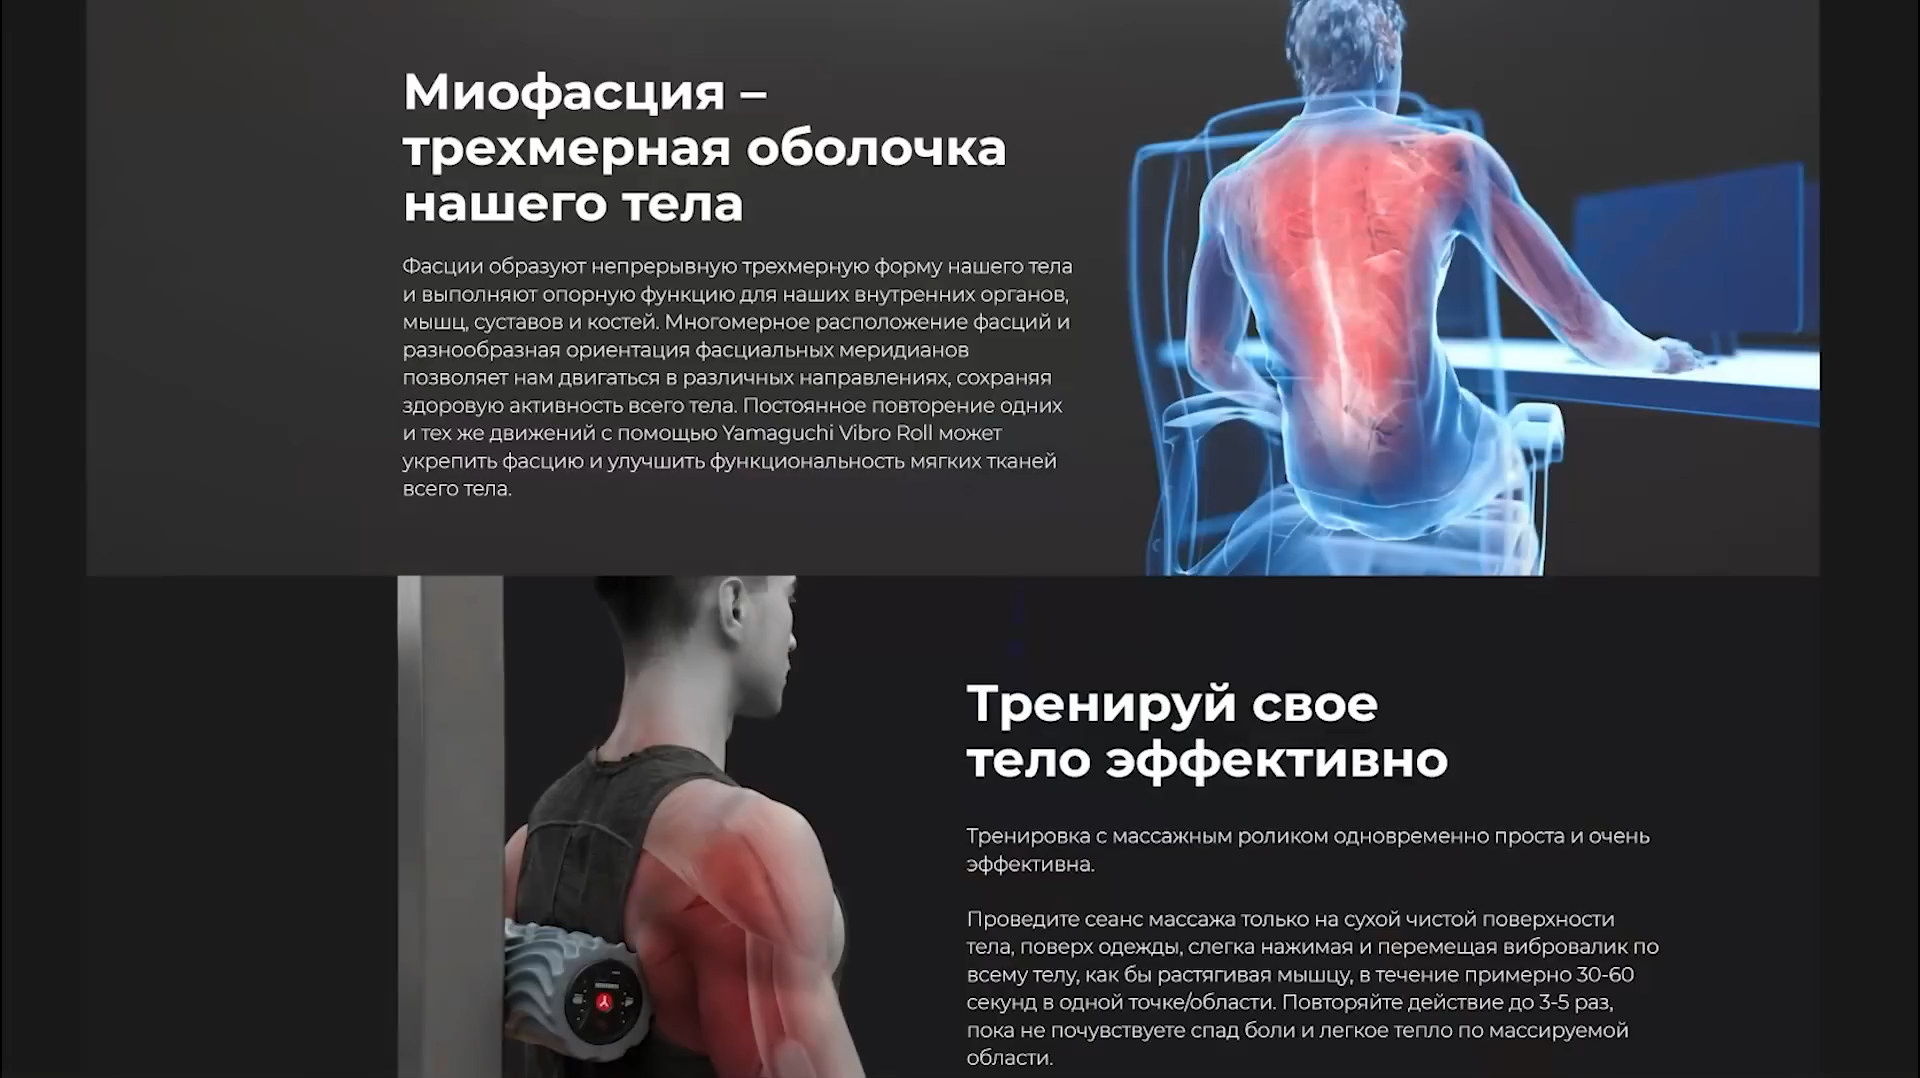 Миофасция –
трехмерная оболочка
нашего тела
Фасции образуют непрерывную трехмерную форму нашего тела
и выполняют опорную функцию для наших внутренних органов,
мышц, суставов и костей. Многомерное расположение фасций и
разнообразная ориентация фасциальных меридианов
позволяет нам двигаться в различных направлениях, сохраняя
здоровую активность всего тела. Постоянное повторение одних
и тех же движений с помощью Yamaguchi Vibro Roll может
укрепить фасцию и улучшить функциональность мягких тканей
всего тела.
Тренируй свое
тело эффективно
Тренировка с массажным роликом одновременно проста и очень
эффективна.
Проведите сеанс массажа только на сухой чистой поверхности
тела, поверх одежды, слегка нажимая и перемещая вибровалик по
всему телу, как бы растягивая мышцу, в течение примерно 30-60
секунд в одной точке/области. Повторяйте действие до 3-5 раз,
пока не почувствуете спад боли и легкое тепло по массируемой
области.